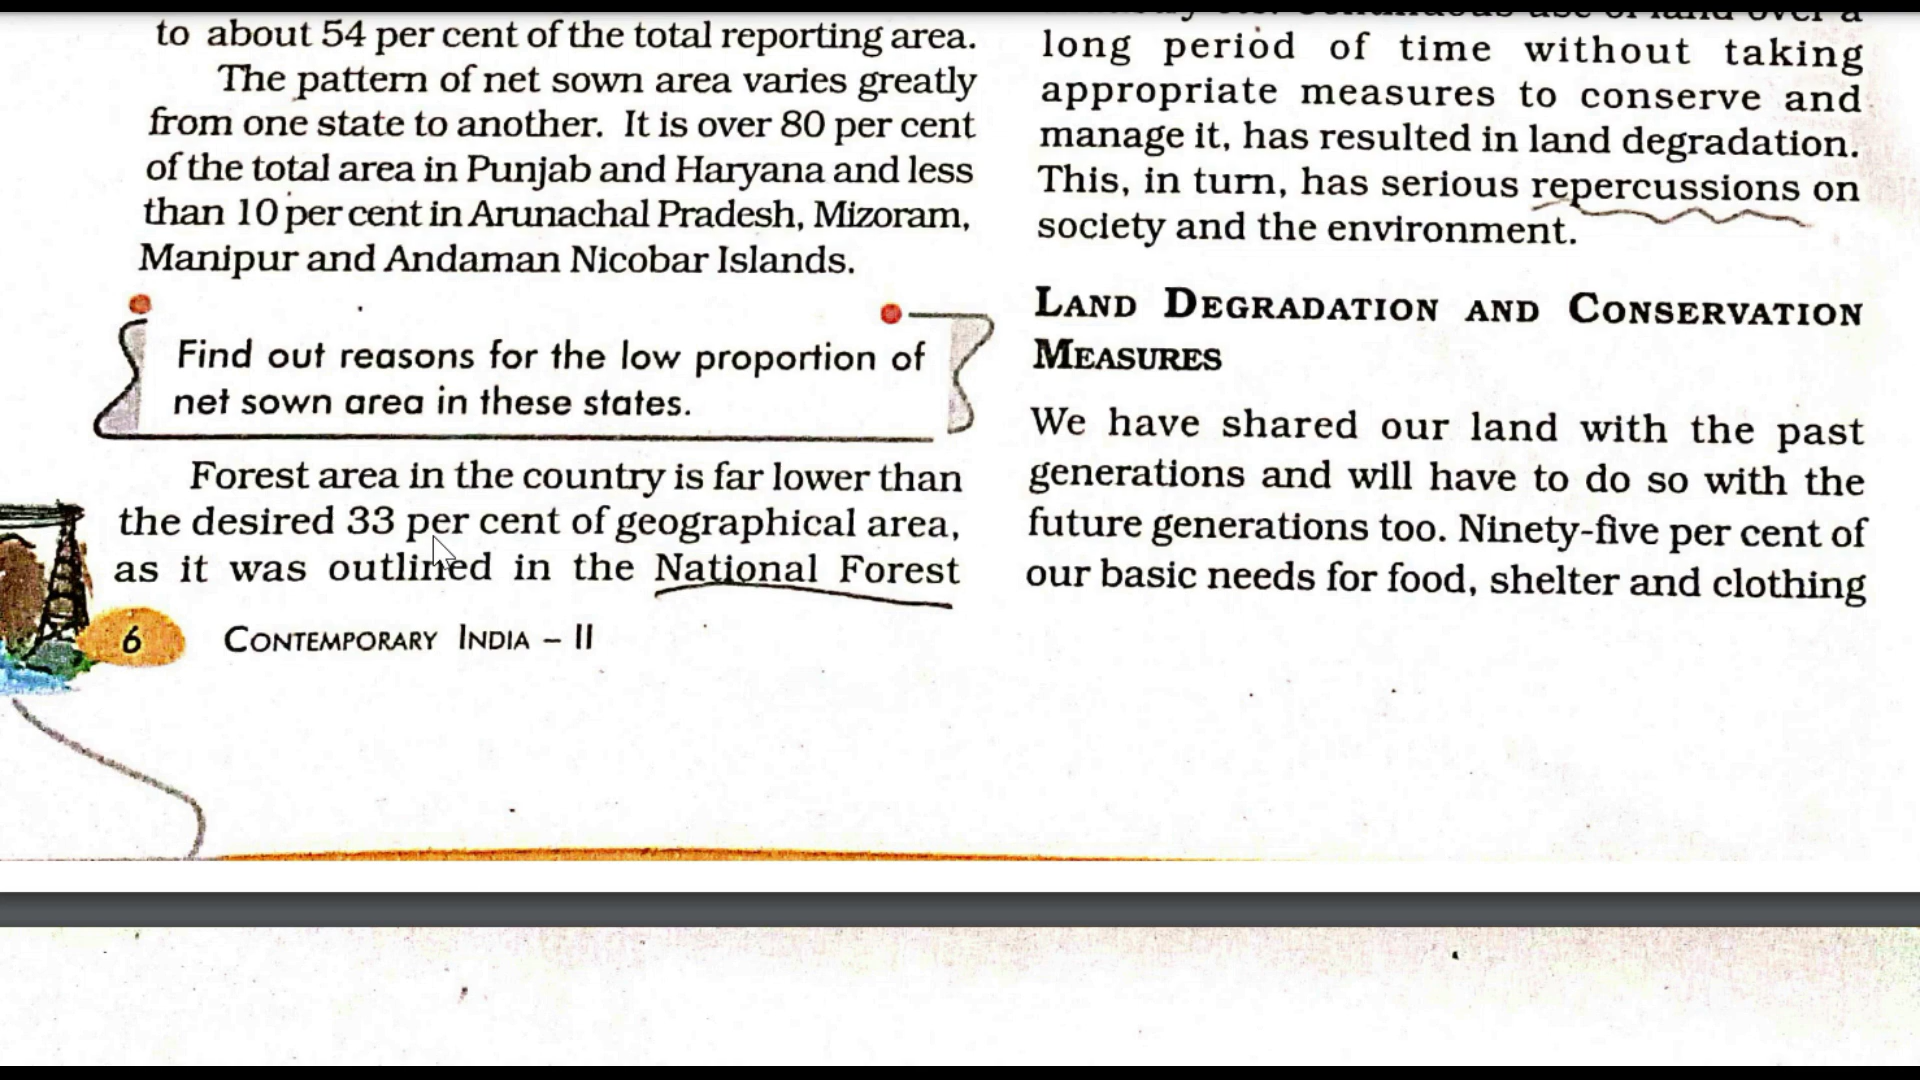 to about 54 per cent of the total reporting area.
The pattern of net sown area varies greatly
from one state to another. It is over 80 per cent
of the total area in Punjab and Haryana and less
than 10 per cent in Arunachal Pradesh, Mizoram,
Manipur and Andaman Nicobar Islands.
Find out reasons for the low proportion of
net sown area in these states.
Forest area in the country is far lower than
the desired 33 per cent of geographical area,
as it was outlined in the National Forest
6 CONTEMPORARY INDIA – II
use of land over a
long period of time without taking
appropriate measures to conserve and
manage it, has resulted in land degradation.
This, in turn, has serious repercussions on
society and the environment.
LAND DEGRADATION AND CONSERVATION
MEASURES
We have shared our land with the past
generations and will have to do so with the
future generations too. Ninety-five per cent of
our basic needs for food, shelter and clothing